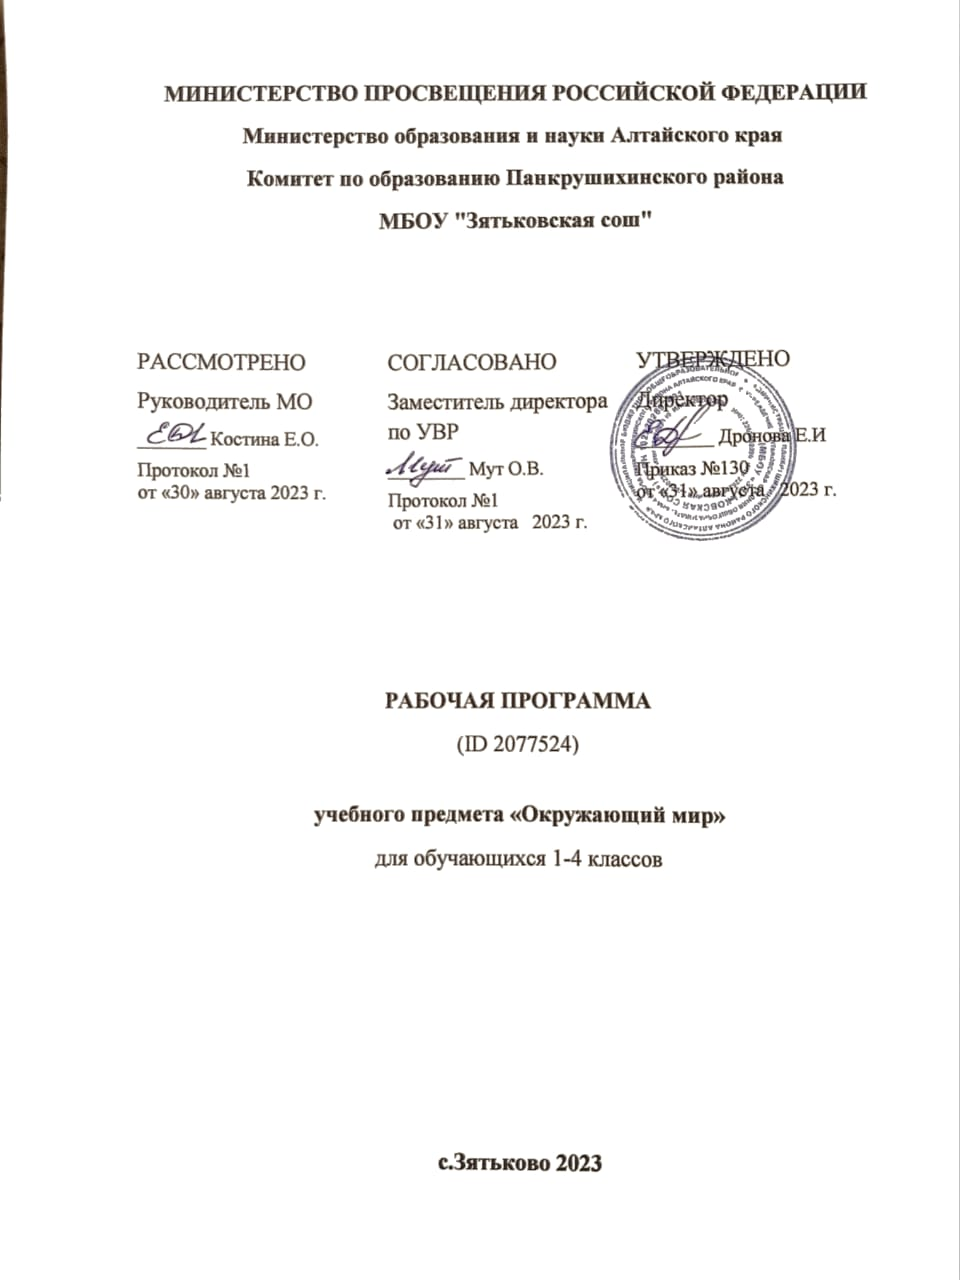 МИНИСТЕРСТВО ПРОСВЕЩЕНИЯ РОССИЙСКОЙ ФЕДЕРАЦИИ
Министерство образования и науки Алтайского края
Комитет по образованию Панкрушихинского района
МБОУ "Зятьковская сош"
РАССМОТРЕНО
Руководитель МО
Костина Е.О.
Протокол №1
от «30» августа 2023 г.
СОГЛАСОВАНО
Заместитель директора
по УВР
Мут О.В.
Протокол №1
от «31» августа 2023 г.
УТВЕРЖДЕНО
Директор
Дронова Е.И
Приказ №130
от «31» августа 2023 г.
РАБОЧАЯ ПРОГРАММА
(ID 2077524)
учебного предмета «Окружающий мир»
для обучающихся 1-4 классов
с.Зятьково 2023